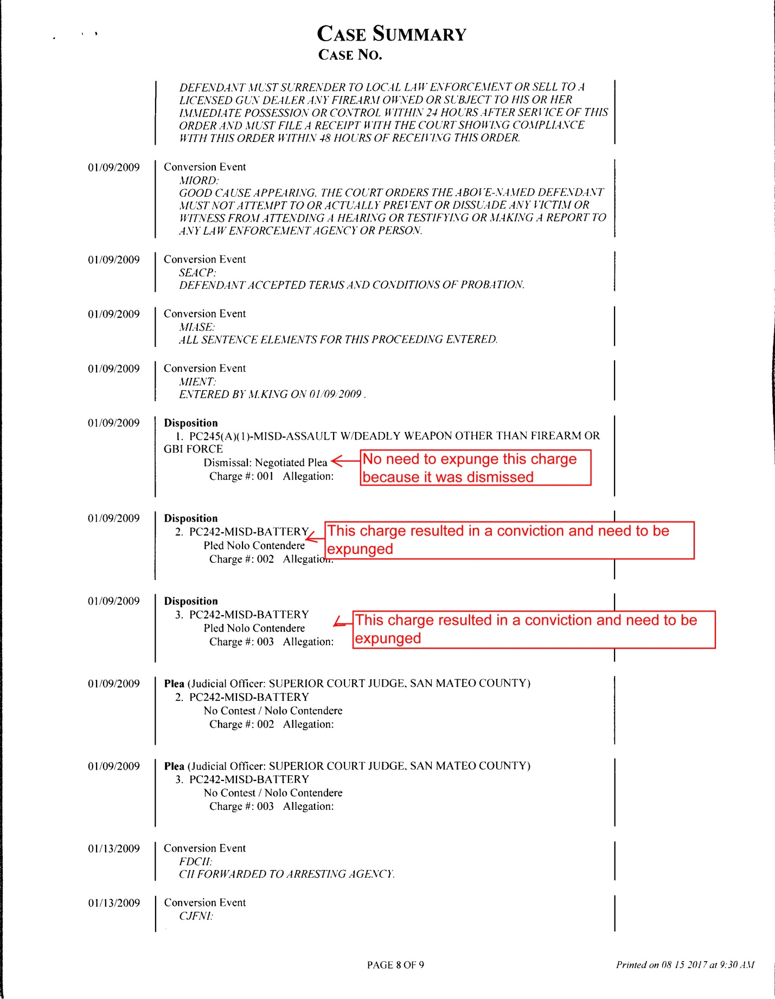 CASE SUMMARY
CASE NO.
DEFENDANT MUST SURRENDER TO LOCAL LAW ENFORCEMENT OR SELL TO A
LICENSED GUN DEALER ANY FIREARM OWNED OR SUBJECT TO HIS OR HER
IMMEDIATE POSSESSION OR CONTROL WITHIN 24 HOURS AFTER SERVICE OF THIS
ORDER AND MUST FILE A RECEIPT WITH THE COURT SHOWING COMPLIANCE
WITH THIS ORDER WITHIN 48 HOURS OF RECEIVING THIS ORDER.
01/09/2009 Conversion Event
MIORD:
GOOD CAUSE APPEARING, THE COURT ORDERS THE ABOVE-NAMED DEFENDANT
MUST NOT ATTEMPT TO OR ACTUALLY PREVENT OR DISSUADE ANY VICTIM OR
WITNESS FROM ATTENDING A HEARING OR TESTIFYING OR MAKING A REPORT TO
ANY LAW ENFORCEMENT AGENCY OR PERSON.
01/09/2009 Conversion Event
SEACP:
DEFENDANT ACCEPTED TERMS AND CONDITIONS OF PROBATION.
01/09/2009 Conversion Event
MIASE:
ALL SENTENCE ELEMENTS FOR THIS PROCEEDING ENTERED.
01/09/2009 Conversion Event
MIENT:
ENTERED BY M.KING ON 01/09/2009 .
01/09/2009 Disposition
1. PC245(A)(1)-MISD-ASSAULT W/DEADLY WEAPON OTHER THAN FIREARM OR
GBI FORCE
Dismissal: Negotiated Plea
Charge #: 001 Allegation:
No need to expunge this charge
because it was dismissed
01/09/2009 Disposition
2. PC242-MISD-BATTERY
Pled Nolo Contendere
Charge #: 002 Allegation:
This charge resulted in a conviction and need to be
expunged
01/09/2009 Disposition
3. PC242-MISD-BATTERY
Pled Nolo Contendere
Charge #: 003 Allegation:
This charge resulted in a conviction and need to be
expunged
01/09/2009 Plea (Judicial Officer: SUPERIOR COURT JUDGE, SAN MATEO COUNTY)
2. PC242-MISD-BATTERY
No Contest / Nolo Contendere
Charge #: 002 Allegation:
01/09/2009 Plea (Judicial Officer: SUPERIOR COURT JUDGE, SAN MATEO COUNTY)
3. PC242-MISD-BATTERY
No Contest / Nolo Contendere
Charge #: 003 Allegation:
01/13/2009 Conversion Event
FDCII:
CII FORWARDED TO ARRESTING AGENCY.
01/13/2009 Conversion Event
CJFNI:
PAGE 8 OF 9
Printed on 08 15 2017 at 9:30 AM